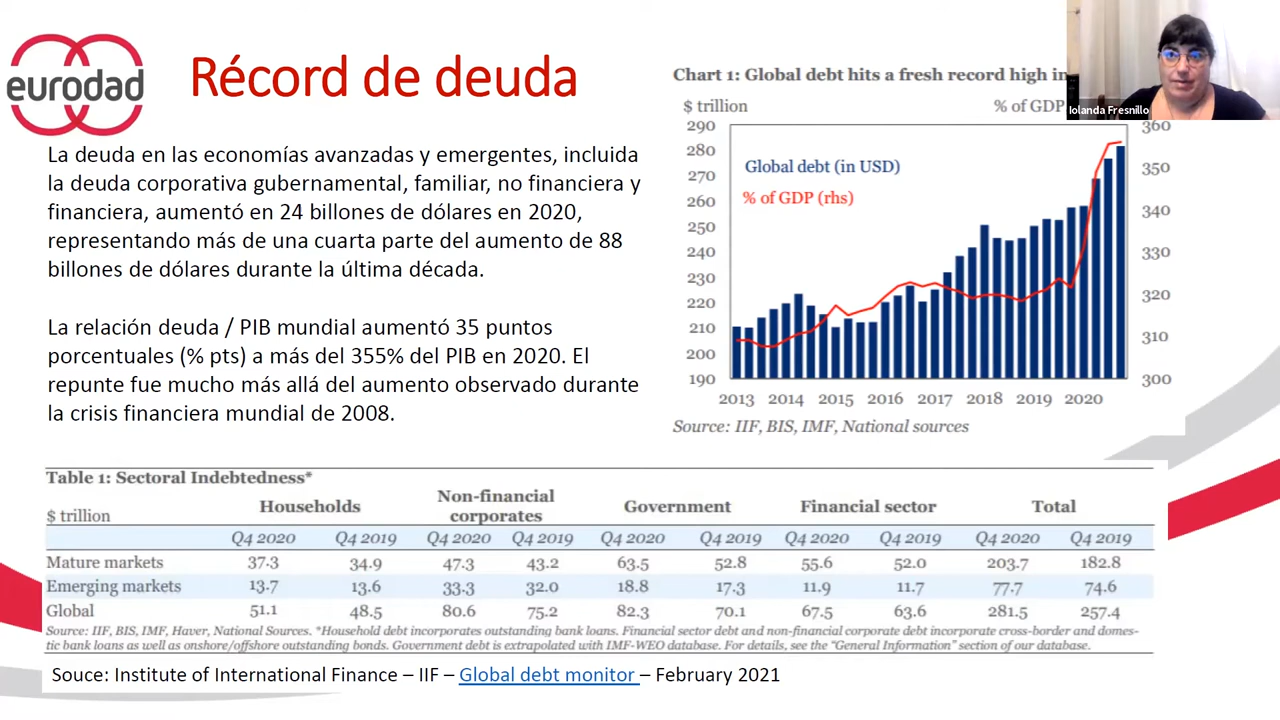 eurodad
Récord de deuda
La deuda en las economías avanzadas y emergentes, incluida
la deuda corporativa gubernamental, familiar, no financiera y
financiera, aumentó en 24 billones de dólares en 2020,
representando más de una cuarta parte del aumento de 88
billones de dólares durante la última década.
La relación deuda / PIB mundial aumentó 35 puntos
porcentuales (% pts) a más del 355% del PIB en 2020. El
repunte fue mucho más allá del aumento observado durante
la crisis financiera mundial de 2008.
Chart 1: Global debt hits a fresh record high in
$ trillion % of GDP
Iolanda Fresnillo
290 360
280 350
270
260 340
250
240 330
230
220 320
210 310
200
190 300
Global debt (in USD)
% of GDP (rhs)
2013 2014 2015 2016 2017 2018 2019 2020
Source: IIF, BIS, IMF, National sources
Table 1: Sectoral Indebtedness*
$ trillion Households Non-financial corporates Government Financial sector Total
Q4 2020 Q4 2019 Q4 2020 Q4 2019 Q4 2020 Q4 2019 Q4 2020 Q4 2019 Q4 2020 Q4 2019
Mature markets 37.3 34.9 47.3 43.2 63.5 52.8 55.6 52.0 203.7 182.8
Emerging markets 13.7 13.6 33.3 32.0 18.8 17.3 11.9 11.7 77.7 74.6
Global 51.1 48.5 80.6 75.2 82.3 70.1 67.5 63.6 281.5 257.4
Source: IIF, BIS, IMF, Haver, National Sources. *Household debt incorporates outstanding bank loans. Financial sector debt and non-financial corporate debt incorporate cross-border and domes-
tic bank loans as well as onshore/offshore outstanding bonds. Government debt is extrapolated with IMF-WEO database. For details, see the “General Information” section of our database.
Souce: Institute of International Finance – IIF – Global debt monitor – February 2021